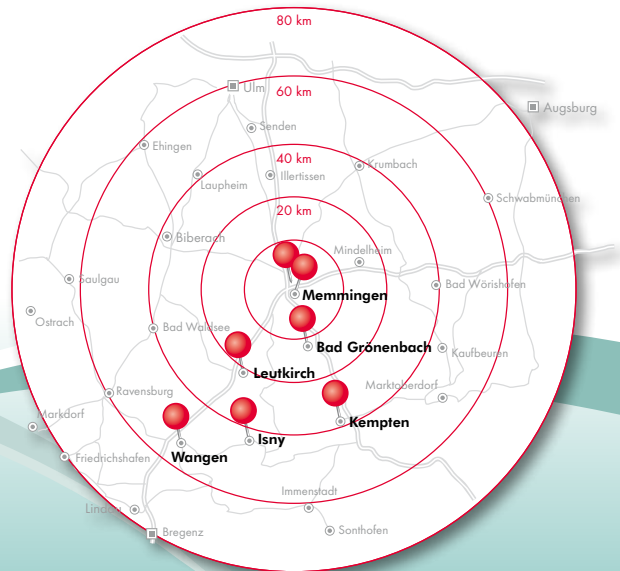 80 km
Ulm
60 km
Augsburg
Senden
Ehingen
40 km
Krumbach
Illertissen
Laupheim
Schwabmünchen
20 km
Biberach
Mindelheim
Saulgau
Memmingen
Bad Wörishofen
Ostrach
Bad Waldsee
Bad Grönenbach
Kaufbeuren
Leutkirch
Marktoberdorf
Ravensburg
Markdorf
Kempten
Isny
Wangen
Friedrichshafen
Immenstadt
Lindau
Bregenz
Sonthofen